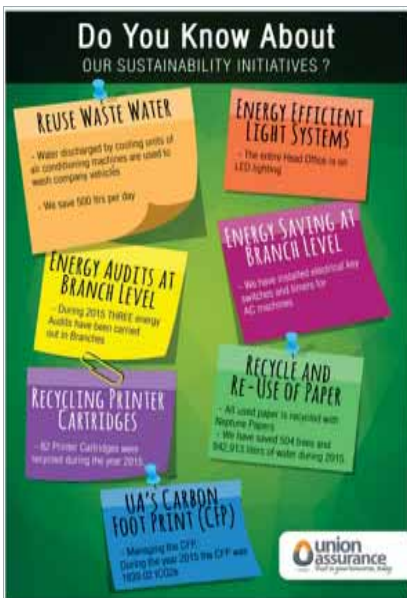 Do You Know About
OUR SUSTAINABILITY INITIATIVES ?
REUSE WASTE WATER
- Water discharged by cooling units of
air conditioning machines are used to
wash company vehicles
- We save 500 ltrs per day
ENERGY EFFICIENT
LIGHT SYSTEMS
- The entire Head Office is on
LED lighting
ENERGY SAVING AT
BRANCH LEVEL
- We have installed electrical key
switches and timers for
AC machines
ENERGY AUDITS AT
BRANCH LEVEL
- During 2015 THREE energy
Audits have been carried
out in Branches
RECYCLE AND
RE-USE OF PAPER
- All used paper is recycled with
Neptune Papers
- We have saved 504 trees and
942,913 liters of water during 2015
RECYCLING PRINTER
CARTRIDGES
- 62 Printer Cartridges were
recycled during the year 2015
UA'S CARBON
FOOT PRINT (CFP)
- Managing the CFP.
During the year 2015 the CFP was
union
assurance